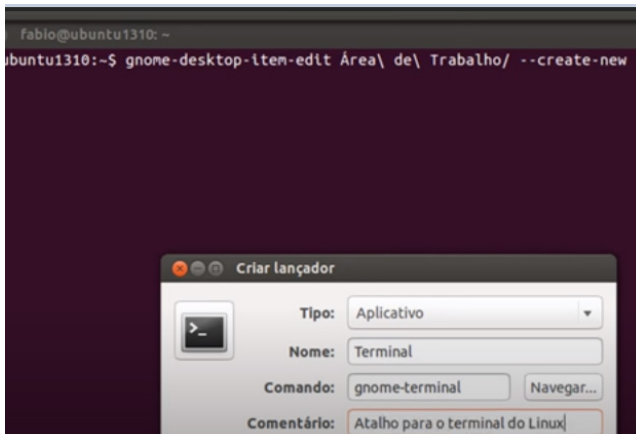 fabio@ubuntu1310: ~
ubuntu1310:~$ gnome-desktop-item-edit Área\ de\ Trabalho/ --create-new
Criar lançador
>_
Tipo: Aplicativo
Nome: Terminal
Comando: gnome-terminal Navegar...
Comentário: Atalho para o terminal do Linux